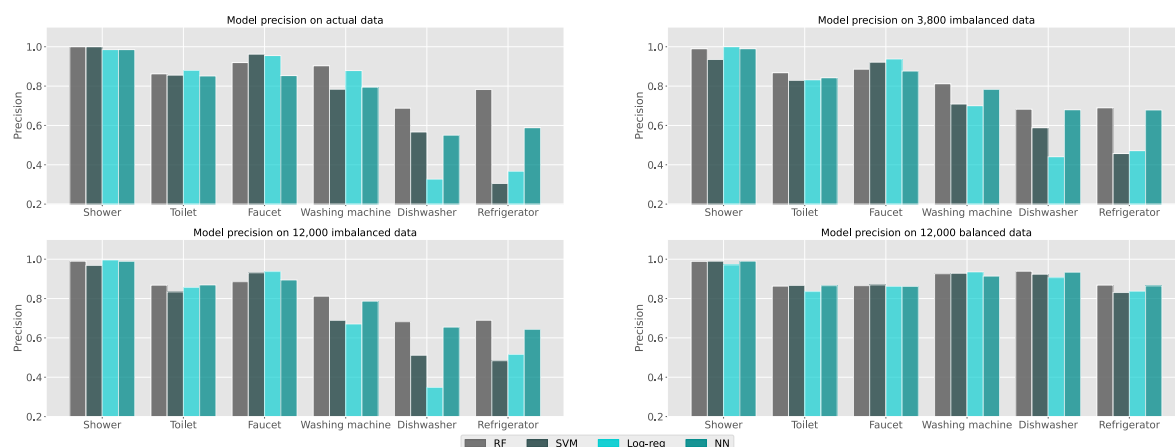 Model precision on actual data
Precision
1.0
0.8
0.6
0.4
0.2
Shower Toilet Faucet Washing machine Dishwasher Refrigerator
Model precision on 3,800 imbalanced data
Precision
1.0
0.8
0.6
0.4
0.2
Shower Toilet Faucet Washing machine Dishwasher Refrigerator
Model precision on 12,000 imbalanced data
Precision
1.0
0.8
0.6
0.4
0.2
Shower Toilet Faucet Washing machine Dishwasher Refrigerator
Model precision on 12,000 balanced data
Precision
1.0
0.8
0.6
0.4
0.2
Shower Toilet Faucet Washing machine Dishwasher Refrigerator
RF SVM Log-reg NN